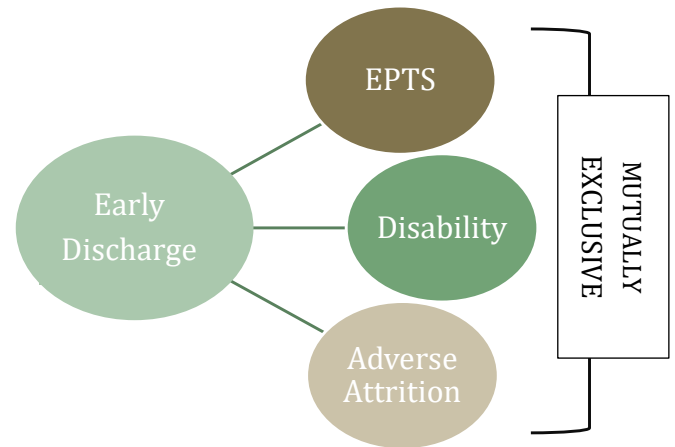 EPTS
Early
Discharge
Disability
Adverse
Attrition
MUTUALLY
EXCLUSIVE